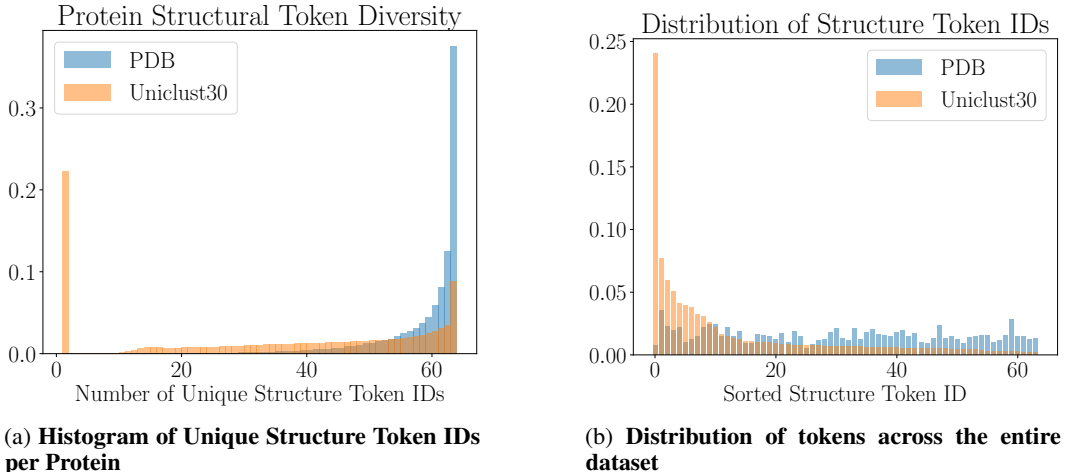 Protein Structural Token Diversity
PDB
Uniclust30
0.3
0.2
0.1
0.0
0
20
40
60
Number of Unique Structure Token IDs
(a) Histogram of Unique Structure Token IDs
per Protein
Distribution of Structure Token IDs
PDB
Uniclust30
0.25
0.20
0.15
0.10
0.05
0.00
0
20
40
60
Sorted Structure Token ID
(b) Distribution of tokens across the entire
dataset